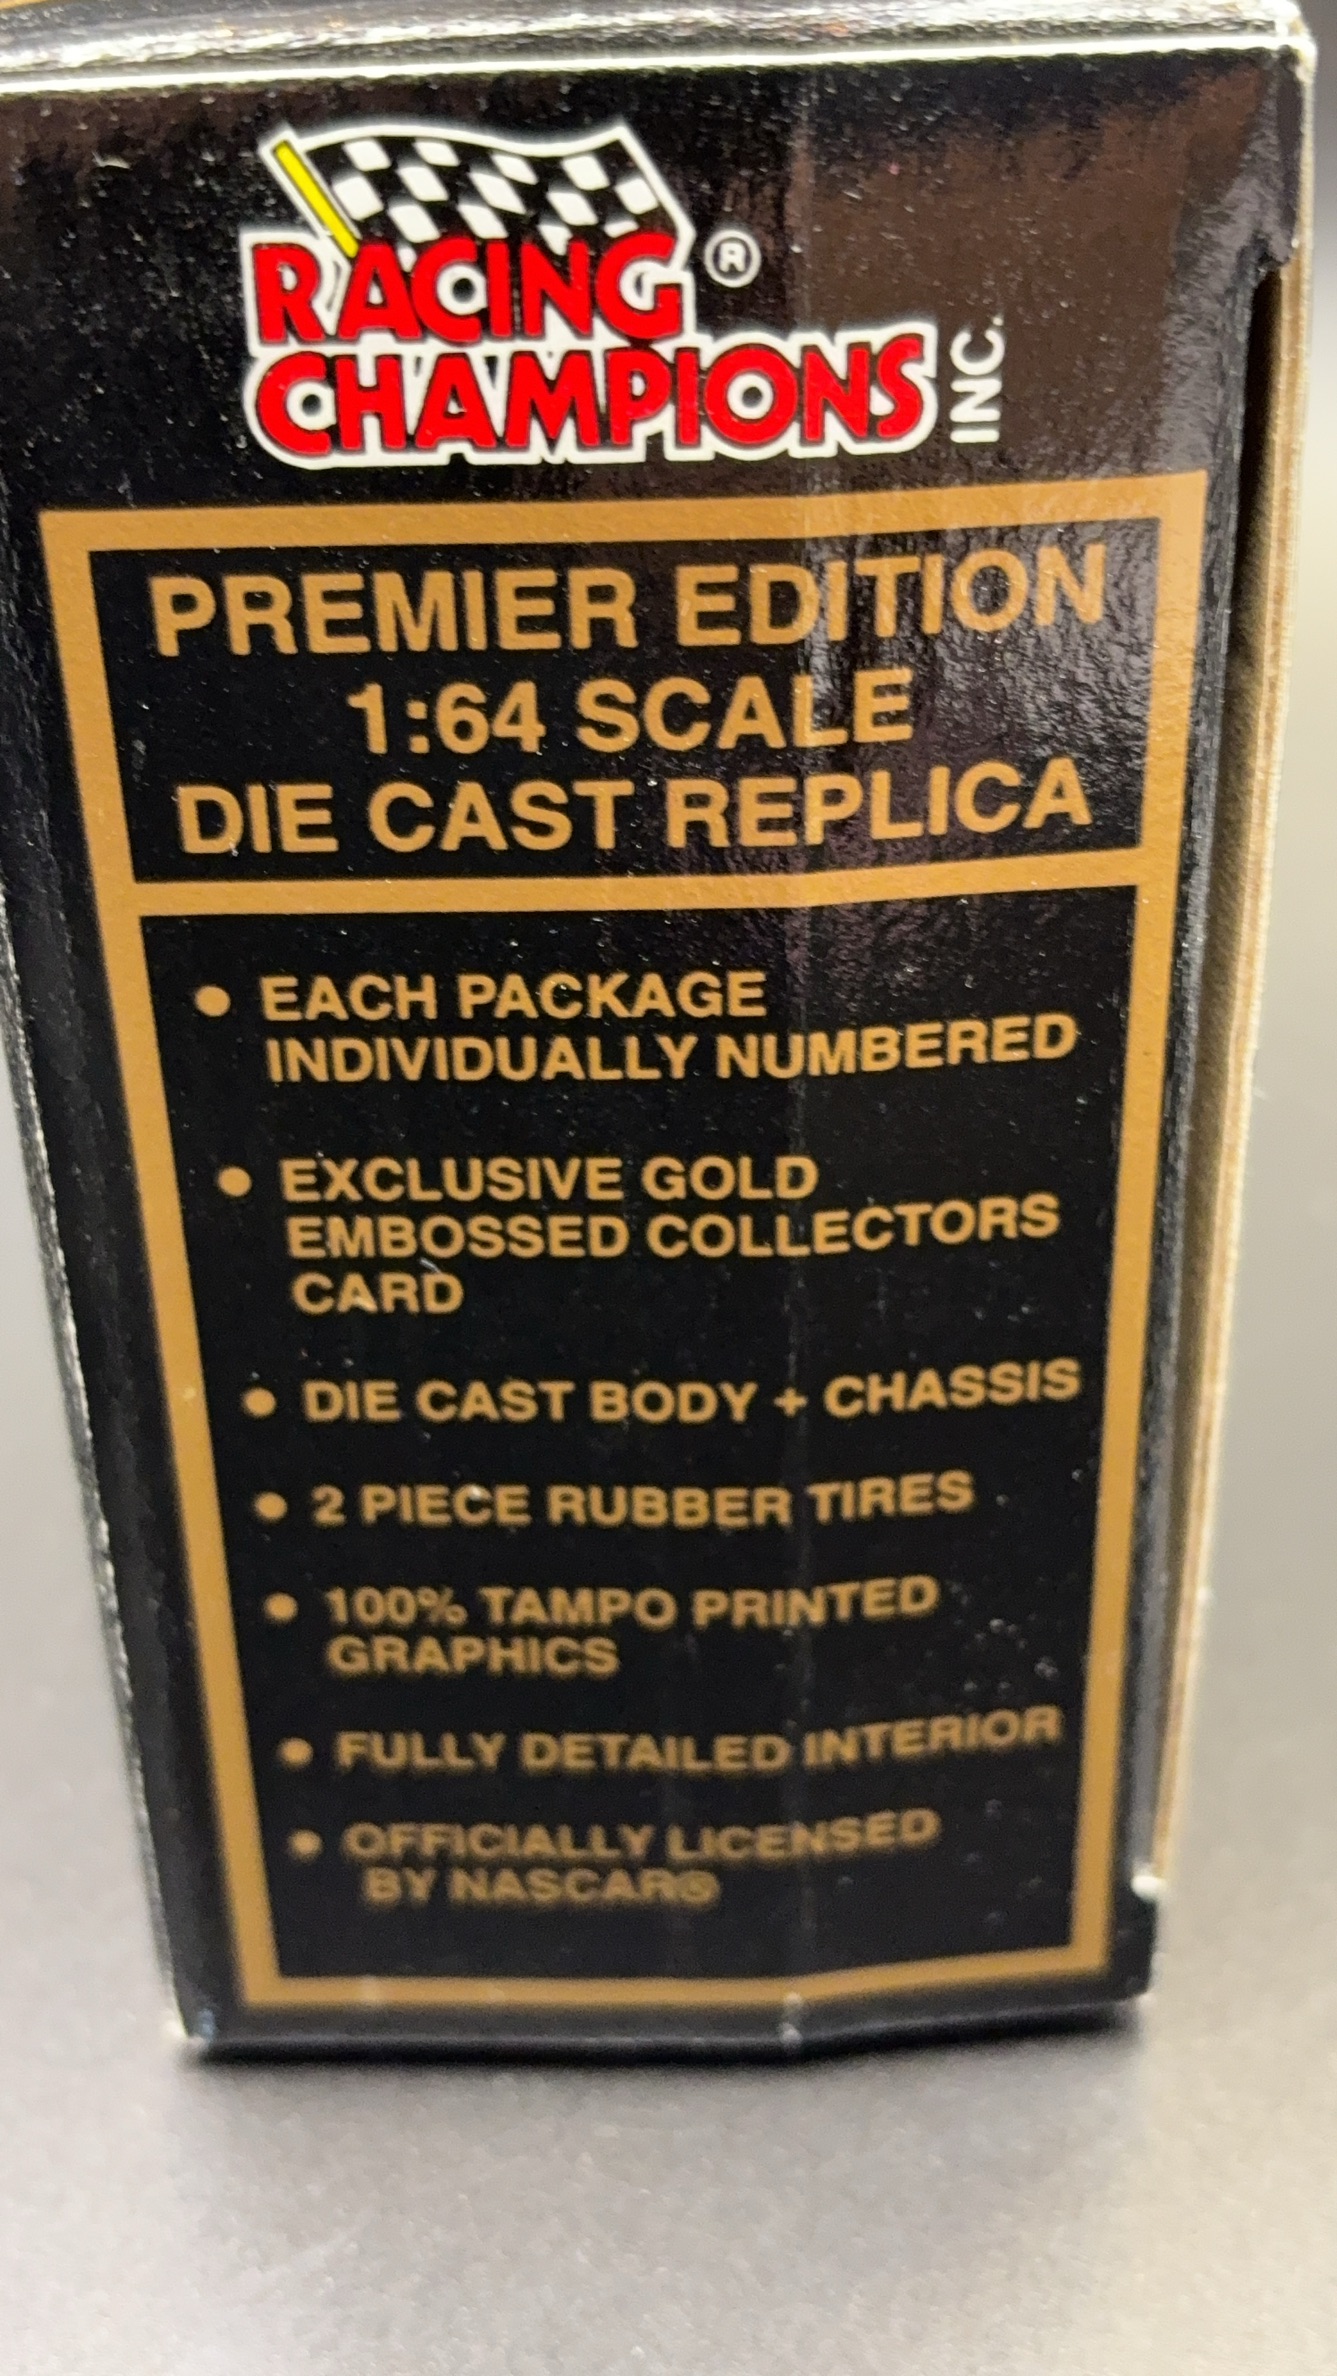 RACING ®
CHAMPIONS INC.
PREMIER EDITION
1:64 SCALE
DIE CAST REPLICA
• EACH PACKAGE
INDIVIDUALLY NUMBERED
• EXCLUSIVE GOLD
EMBOSSED COLLECTORS
CARD
• DIE CAST BODY + CHASSIS
• 2 PIECE RUBBER TIRES
• 100% TAMPO PRINTED
GRAPHICS
• FULLY DETAILED INTERIOR
• OFFICIALLY LICENSED
BY NASCAR®